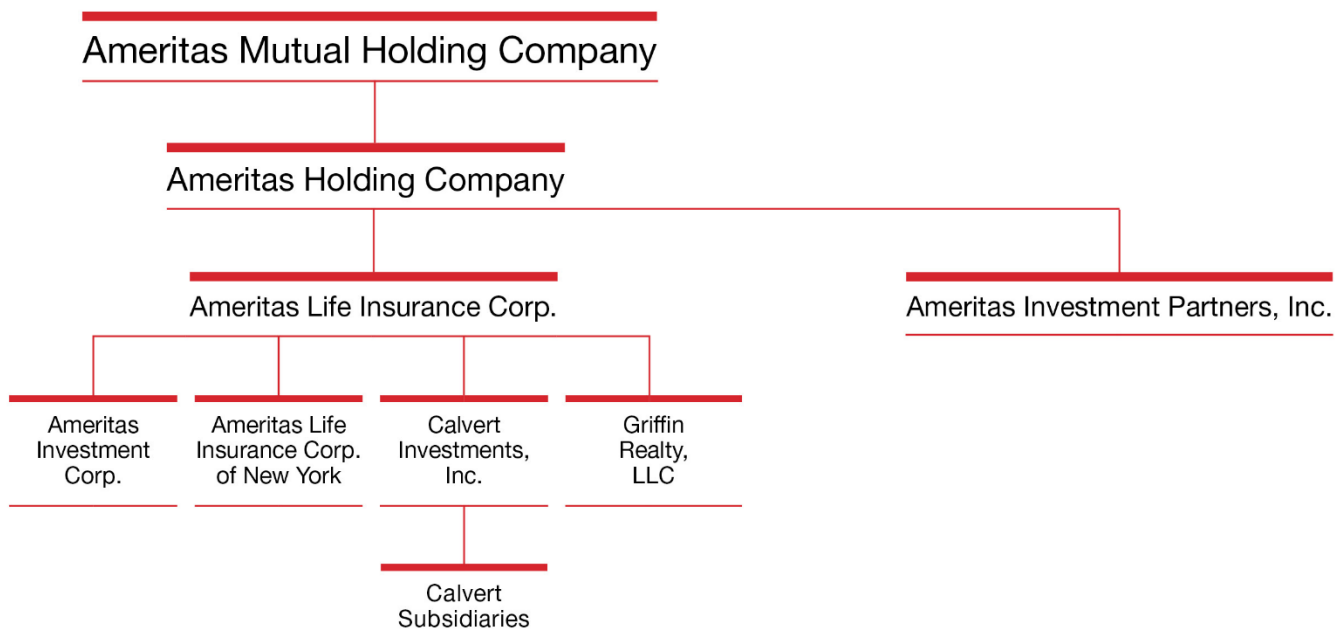 Ameritas Mutual Holding Company
Ameritas Holding Company
Ameritas Life Insurance Corp.
Ameritas Investment Partners, Inc.
Ameritas
Investment
Corp.
Ameritas Life
Insurance Corp.
of New York
Calvert
Investments,
Inc.
Griffin
Realty,
LLC
Calvert
Subsidiaries